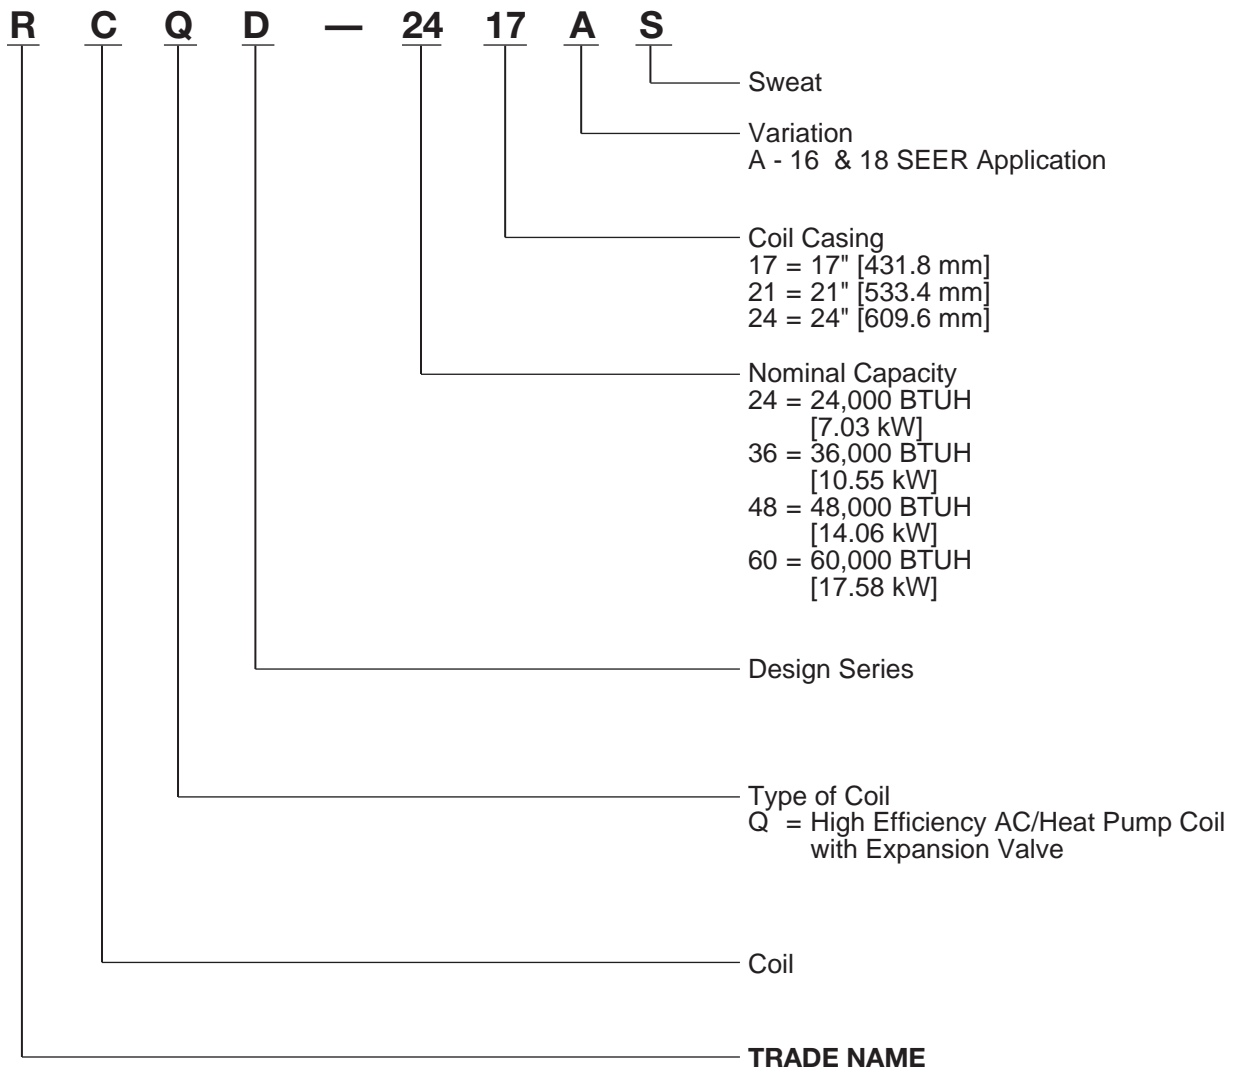 R C Q D — 24 17 A S
Sweat
Variation
A - 16 & 18 SEER Application
Coil Casing
17 = 17" [431.8 mm]
21 = 21" [533.4 mm]
24 = 24" [609.6 mm]
Nominal Capacity
24 = 24,000 BTUH
[7.03 kW]
36 = 36,000 BTUH
[10.55 kW]
48 = 48,000 BTUH
[14.06 kW]
60 = 60,000 BTUH
[17.58 kW]
Design Series
Type of Coil
Q = High Efficiency AC/Heat Pump Coil
with Expansion Valve
Coil
TRADE NAME